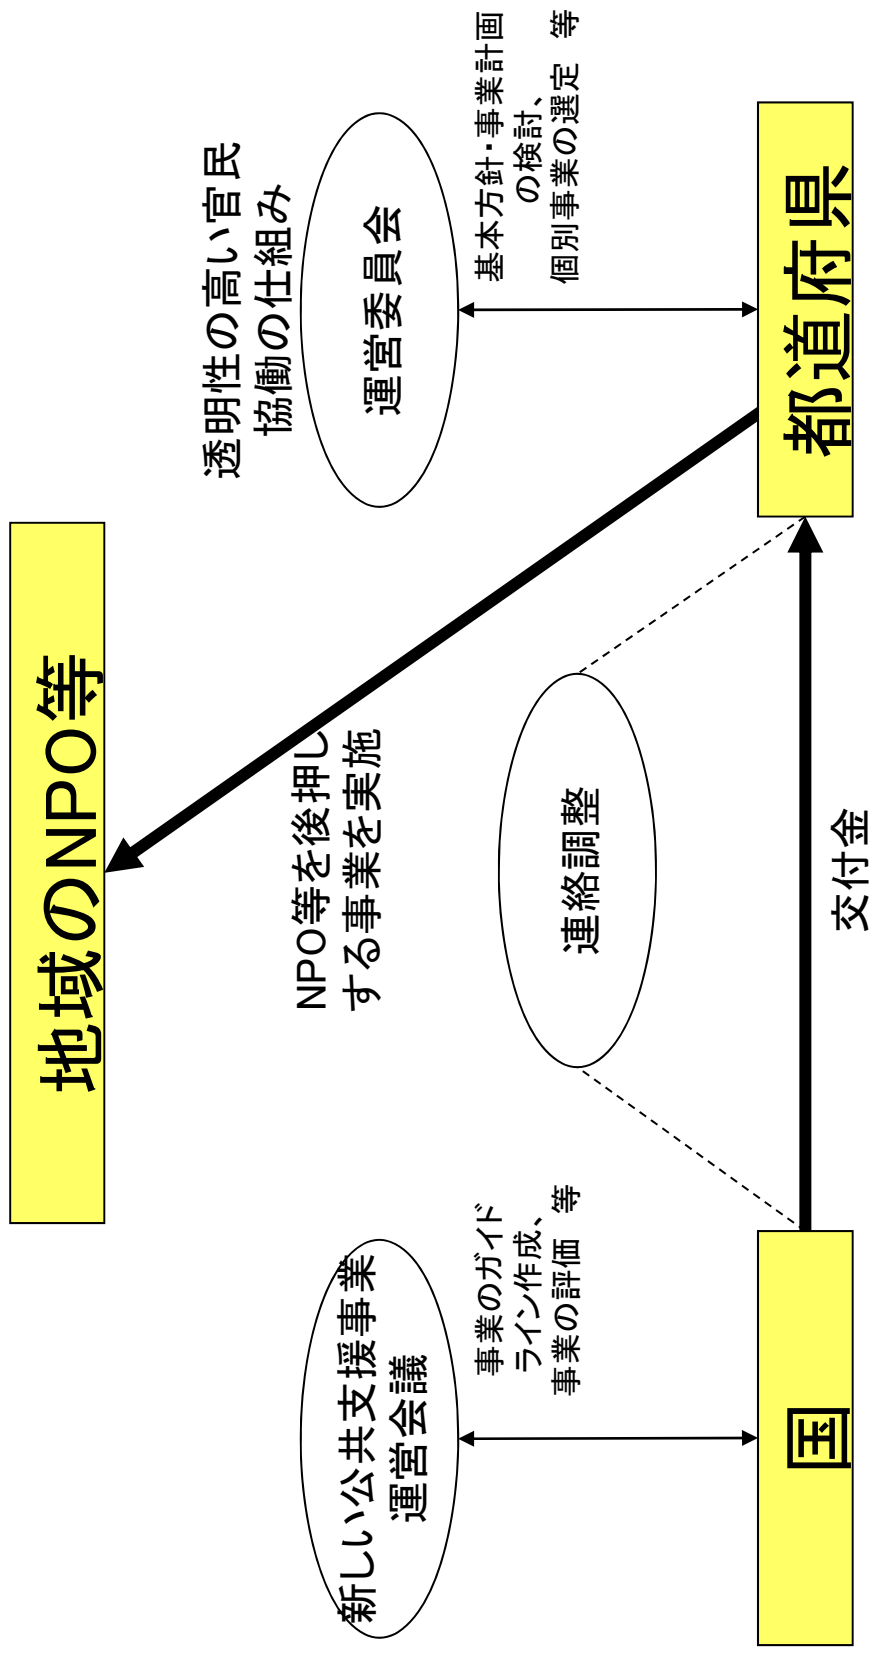 地域のNPO等
透明性の高い官民
協働の仕組み
新しい公共支援事業
運営会議
NPO等を後押し
する事業を実施
運営委員会
事業のガイド
ライン作成、
事業の評価　等
連絡調整
基本方針・事業計画
の検討、
個別事業の選定　等
国
交付金
都道府県